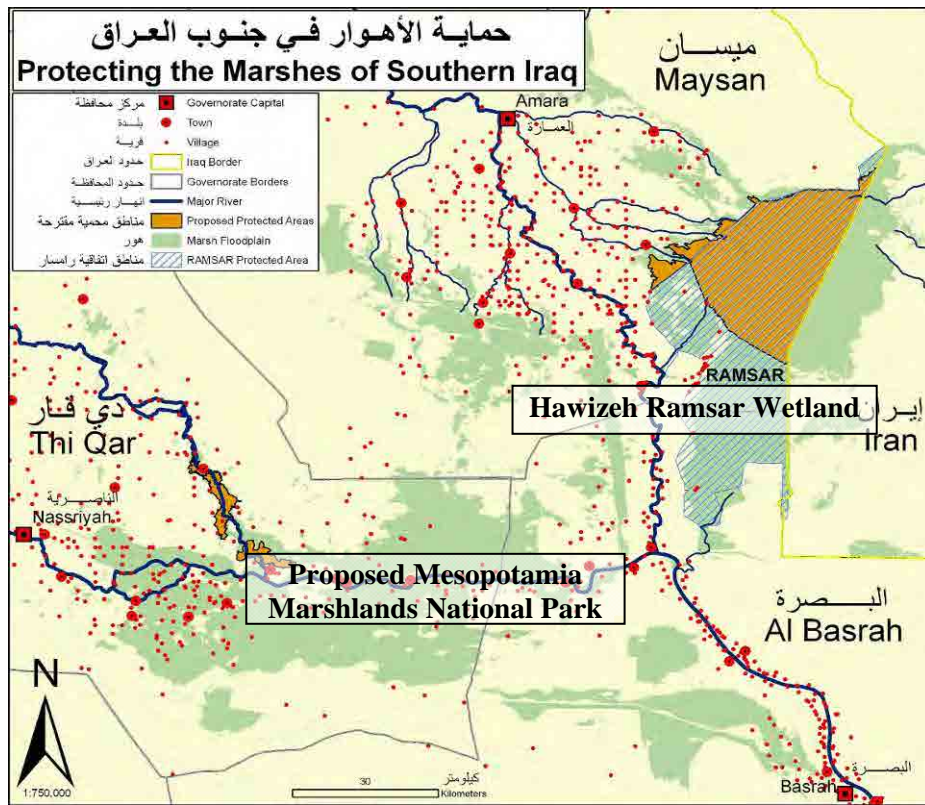 حماية الأهوار في جنوب العراق
Protecting the Marshes of Southern Iraq
مركز محافظة Governorate Capital
بلدة Town
قرية Village
حدود العراق Iraq Border
حدود المحافظة Governorate Borders
انهار رئيسية Major River
مناطق محمية مقترحة Proposed Protected Areas
هور Marsh Floodplain
مناطق اتفاقية رامسار RAMSAR Protected Area
ميسان
Maysan
Amara
العمارة
RAMSAR
Hawizeh Ramsar Wetland
إيران
Iran
ذي قار
Thi Qar
الناصرية
Nassriyah
Proposed Mesopotamia
Marshlands National Park
البصرة
Al Basrah
N
1:750,000
30
كيلومتر
Kilometers
البصرة
Basrah